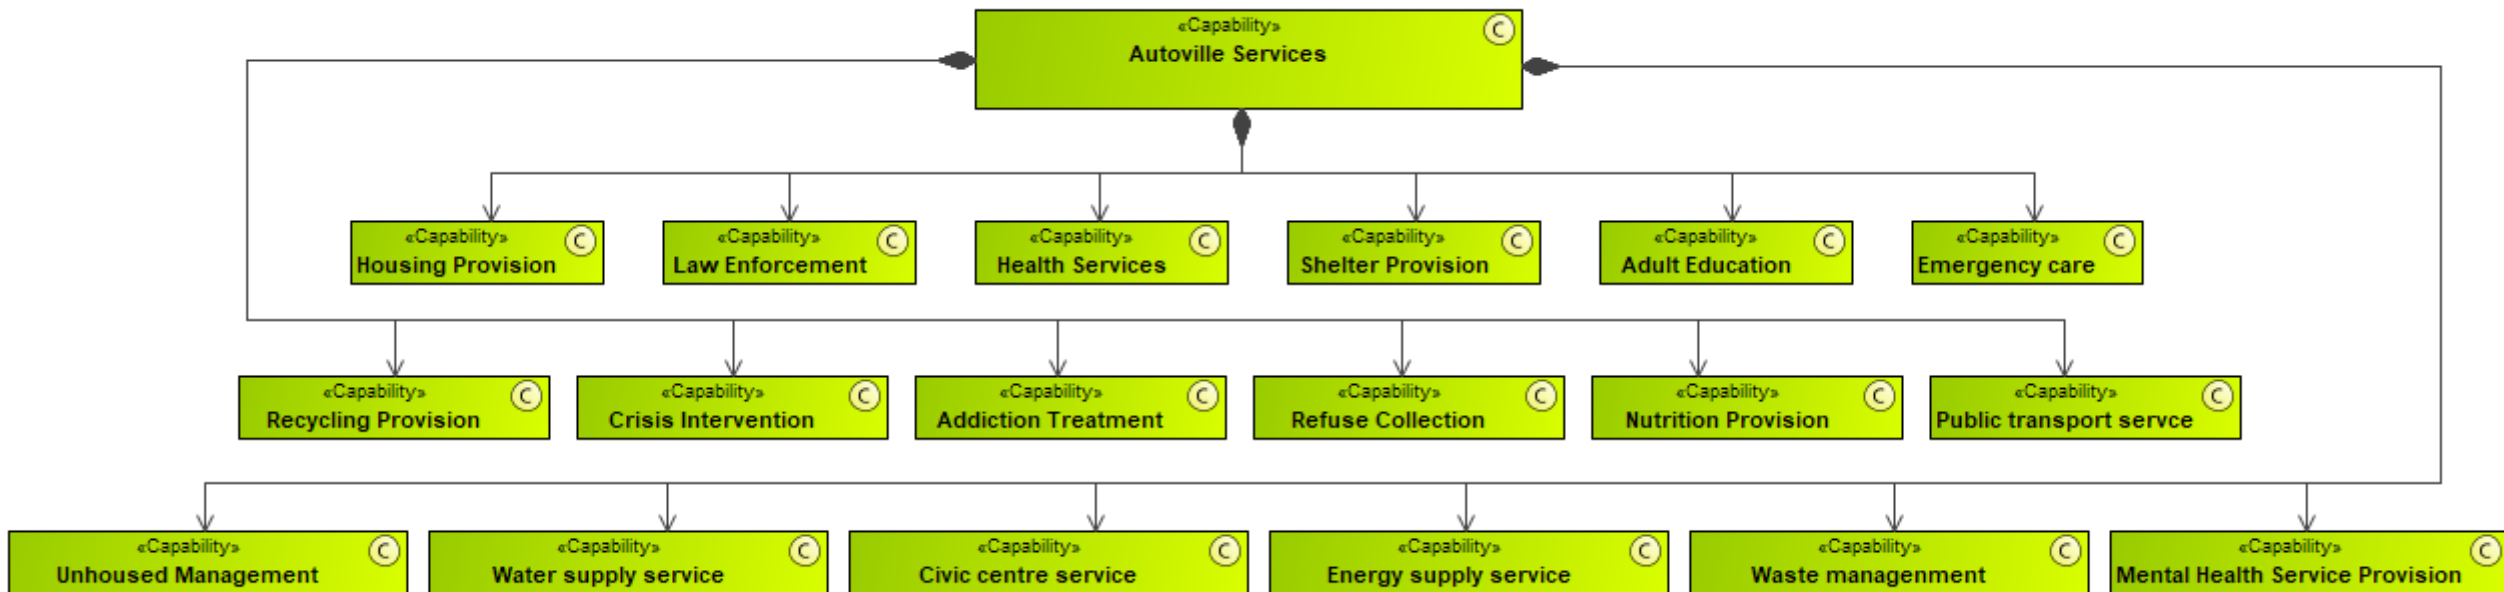 «Capability» C
Autoville Services
«Capability» C
Housing Provision
«Capability» C
Law Enforcement
«Capability» C
Health Services
«Capability» C
Shelter Provision
«Capability» C
Adult Education
«Capability» C
Emergency care
«Capability» C
Recycling Provision
«Capability» C
Crisis Intervention
«Capability» C
Addiction Treatment
«Capability» C
Refuse Collection
«Capability» C
Nutrition Provision
«Capability» C
Public transport servce
«Capability» C
Unhoused Management
«Capability» C
Water supply service
«Capability» C
Civic centre service
«Capability» C
Energy supply service
«Capability» C
Waste managenment
«Capability» C
Mental Health Service Provision